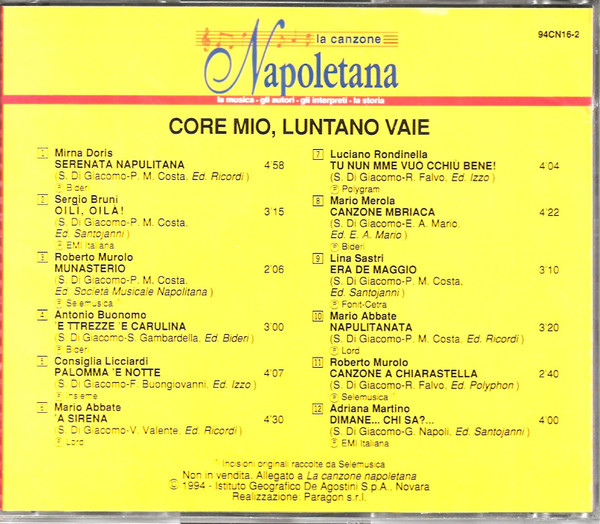 la canzone
Napoletana
la musica - gli autori - gli interpreti - la storia
94CN16-2
CORE MIO, LUNTANO VAIE
1 Mirna Doris
SERENATA NAPULITANA 4'58
(S. Di Giacomo-P. M. Costa. Ed. Ricordi)
℗ Bideri
2 Sergio Bruni
OILI, OILA! 3'15
(S. Di Giacomo-P. M. Costa.
Ed. Santojanni)
℗ EMI Italiana
3 Roberto Murolo
MUNASTERIO 2'06
(S. Di Giacomo-P. M. Costa.
Ed. Società Musicale Napolitana)
℗ Selemusica *
4 Antonio Buonomo
'E TTREZZE 'E CARULINA 3'00
(S. Di Giacomo-S. Gambardella. Ed. Bideri)
℗ Bideri
5 Consiglia Licciardi
PALOMMA 'E NOTTE 4'07
(S. Di Giacomo-F. Buongiovanni. Ed. Izzo)
℗ Insieme
6 Mario Abbate
'A SIRENA 4'30
(S. Di Giacomo-V. Valente. Ed. Ricordi)
℗ Lord
7 Luciano Rondinella
TU NUN MME VUO CCHIÙ BENE! 4'04
(S. Di Giacomo-R. Falvo. Ed. Izzo)
℗ Polygram
8 Mario Merola
CANZONE MBRIACA 4'22
(S. Di Giacomo-E. A. Mario.
Ed. E. A. Mario)
℗ Bideri
9 Lina Sastri
ERA DE MAGGIO 3'10
(S. Di Giacomo-P. M. Costa.
Ed. Santojanni)
℗ Fonit-Cetra
10 Mario Abbate
NAPULITANATA 3'20
(S. Di Giacomo-P. M. Costa. Ed. Ricordi)
℗ Lord
11 Roberto Murolo
CANZONE A CHIARASTELLA 2'40
(S. Di Giacomo-R. Falvo. Ed. Polyphon)
℗ Selemusica *
12 Adriana Martino
DIMANE... CHI SA?... 4'00
(S. Di Giacomo-G. Napoli. Ed. Santojanni)
℗ EMI Italiana
* Incisioni originali raccolte da Selemusica
Non in vendita. Allegato a La canzone napoletana
℗ 1994 - Istituto Geografico De Agostini S.p.A., Novara
Realizzazione: Paragon s.r.l.